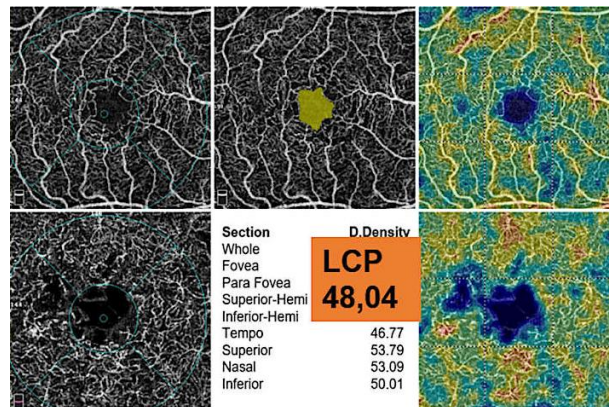 Section D.Density
Whole
Fovea
Para Fovea
Superior-Hemi
Inferior-Hemi
LCP
48,04
Tempo 46.77
Superior 53.79
Nasal 53.09
Inferior 50.01